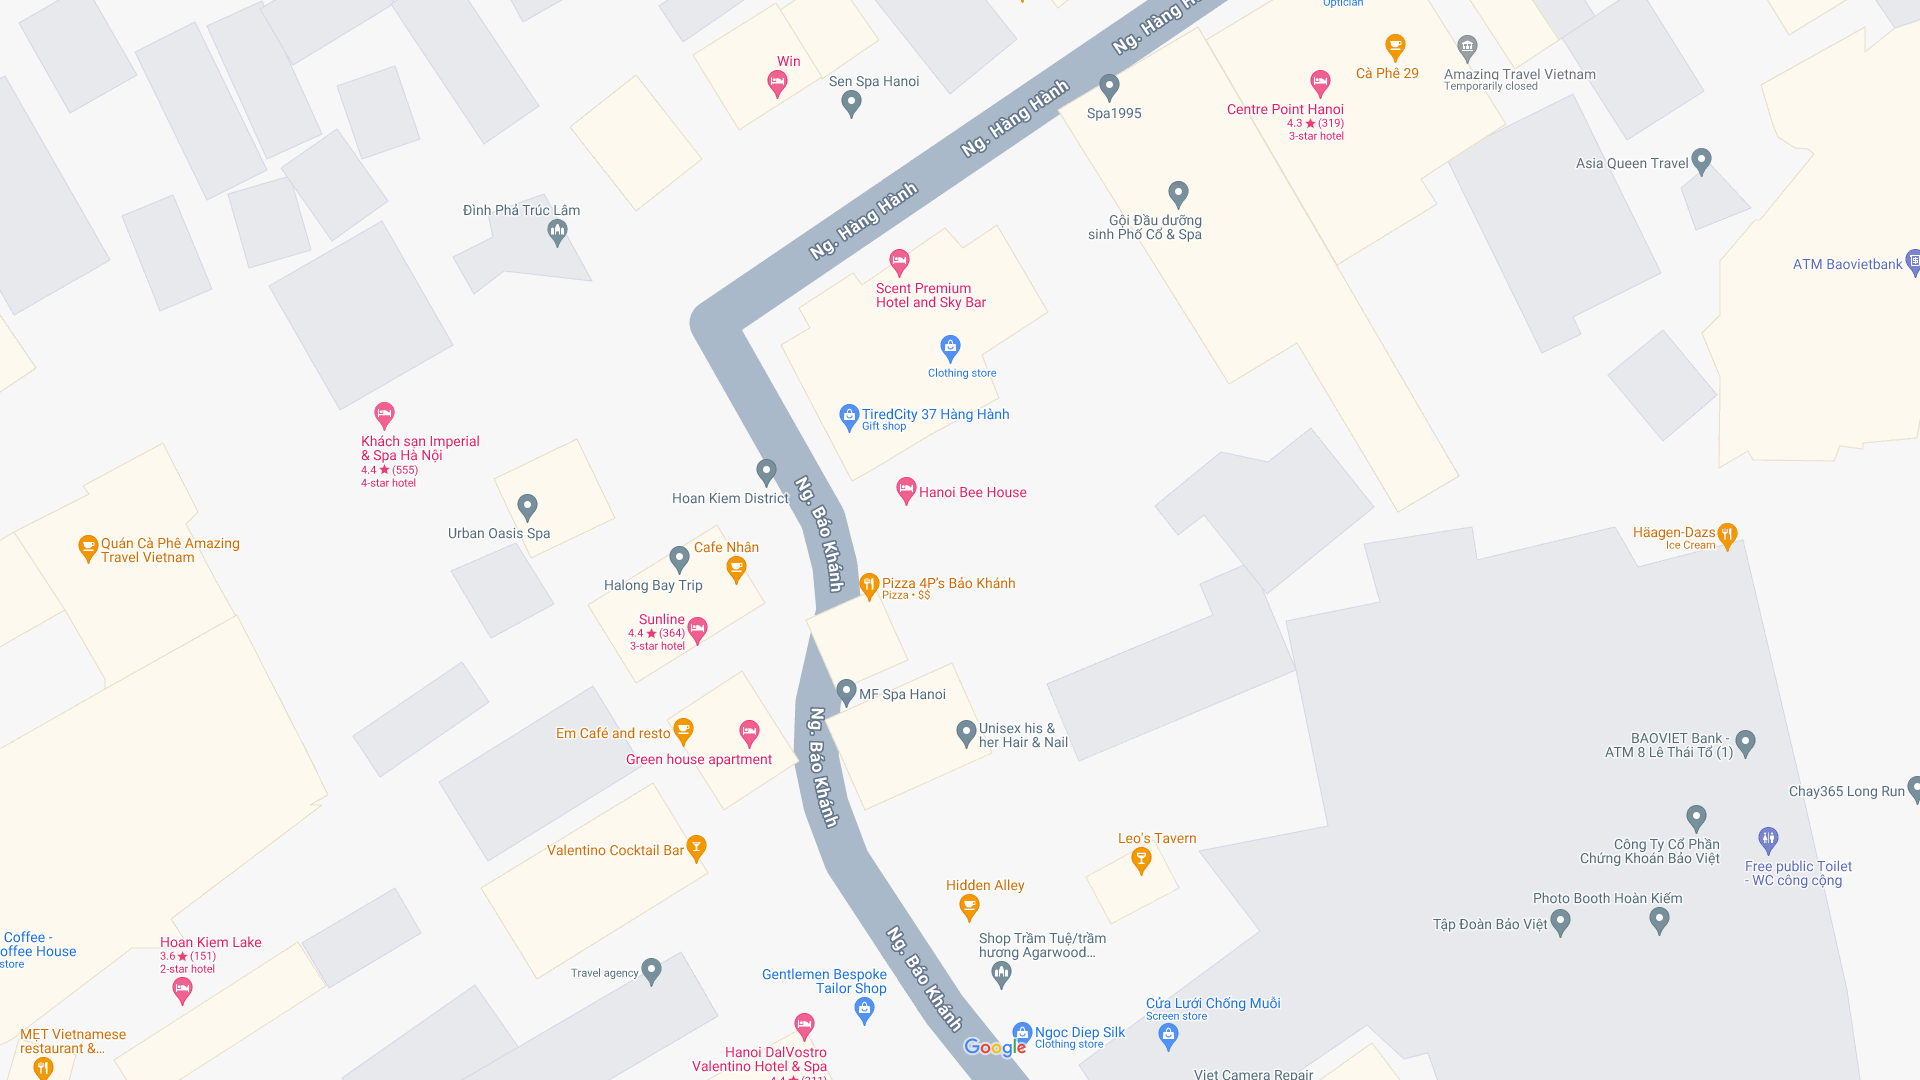 Optician
Ng. Hàng H
Win
Sen Spa Hanoi
Cà Phê 29
Amazing Travel Vietnam
Temporarily closed
Centre Point Hanoi
4.3 ★ (319)
3-star hotel
Spa1995
Ng. Hàng Hành
Asia Queen Travel
Đình Phả Trúc Lâm
Ng. Hàng Hành
Gội Đầu dưỡng
sinh Phố Cổ & Spa
ATM Baovietbank
Scent Premium
Hotel and Sky Bar
Clothing store
TiredCity 37 Hàng Hành
Gift shop
Khách sạn Imperial
& Spa Hà Nội
4.4 ★ (555)
4-star hotel
Hoan Kiem District
Hanoi Bee House
Ng. Bảo Khánh
Urban Oasis Spa
Häagen-Dazs
Ice Cream
Quán Cà Phê Amazing
Travel Vietnam
Cafe Nhân
Halong Bay Trip
Pizza 4P's Bảo Khánh
Pizza • $$
Sunline
4.4 ★ (364)
3-star hotel
MF Spa Hanoi
Unisex his &
her Hair & Nail
Em Café and resto
Green house apartment
Ng. Bảo Khánh
BAOVIET Bank -
ATM 8 Lê Thái Tổ (1)
Chay365 Long Run
Valentino Cocktail Bar
Leo's Tavern
Công Ty Cổ Phần
Chứng Khoán Bảo Việt
Free public Toilet
- WC công cộng
Hidden Alley
Photo Booth Hoàn Kiếm
Tập Đoàn Bảo Việt
Coffee -
offee House
store
Hoan Kiem Lake
3.6 ★ (151)
2-star hotel
Shop Trầm Tuệ/trầm
hương Agarwood...
Travel agency
Gentlemen Bespoke
Tailor Shop
Ng. Bảo Khánh
Cửa Lưới Chống Muỗi
Screen store
MẸT Vietnamese
restaurant &...
Ngoc Diep Silk
Clothing store
Google
Hanoi DalVostro
Valentino Hotel & Spa
4.4 ★ (311)
Viet Camera Repair